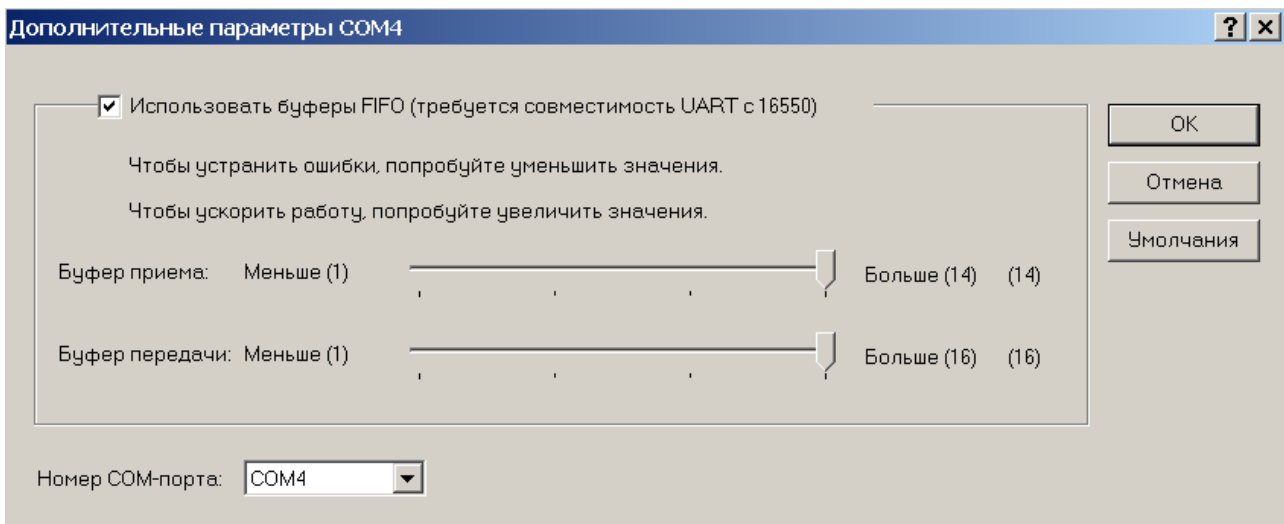 Дополнительные параметры COM4
Использовать буферы FIFO (требуется совместимость UART с 16550)
Чтобы устранить ошибки, попробуйте уменьшить значения.
Чтобы ускорить работу, попробуйте увеличить значения.
Буфер приема: Меньше (1) Больше (14) (14)
Буфер передачи: Меньше (1) Больше (16) (16)
Номер COM-порта: COM4
OK
Отмена
Умолчания